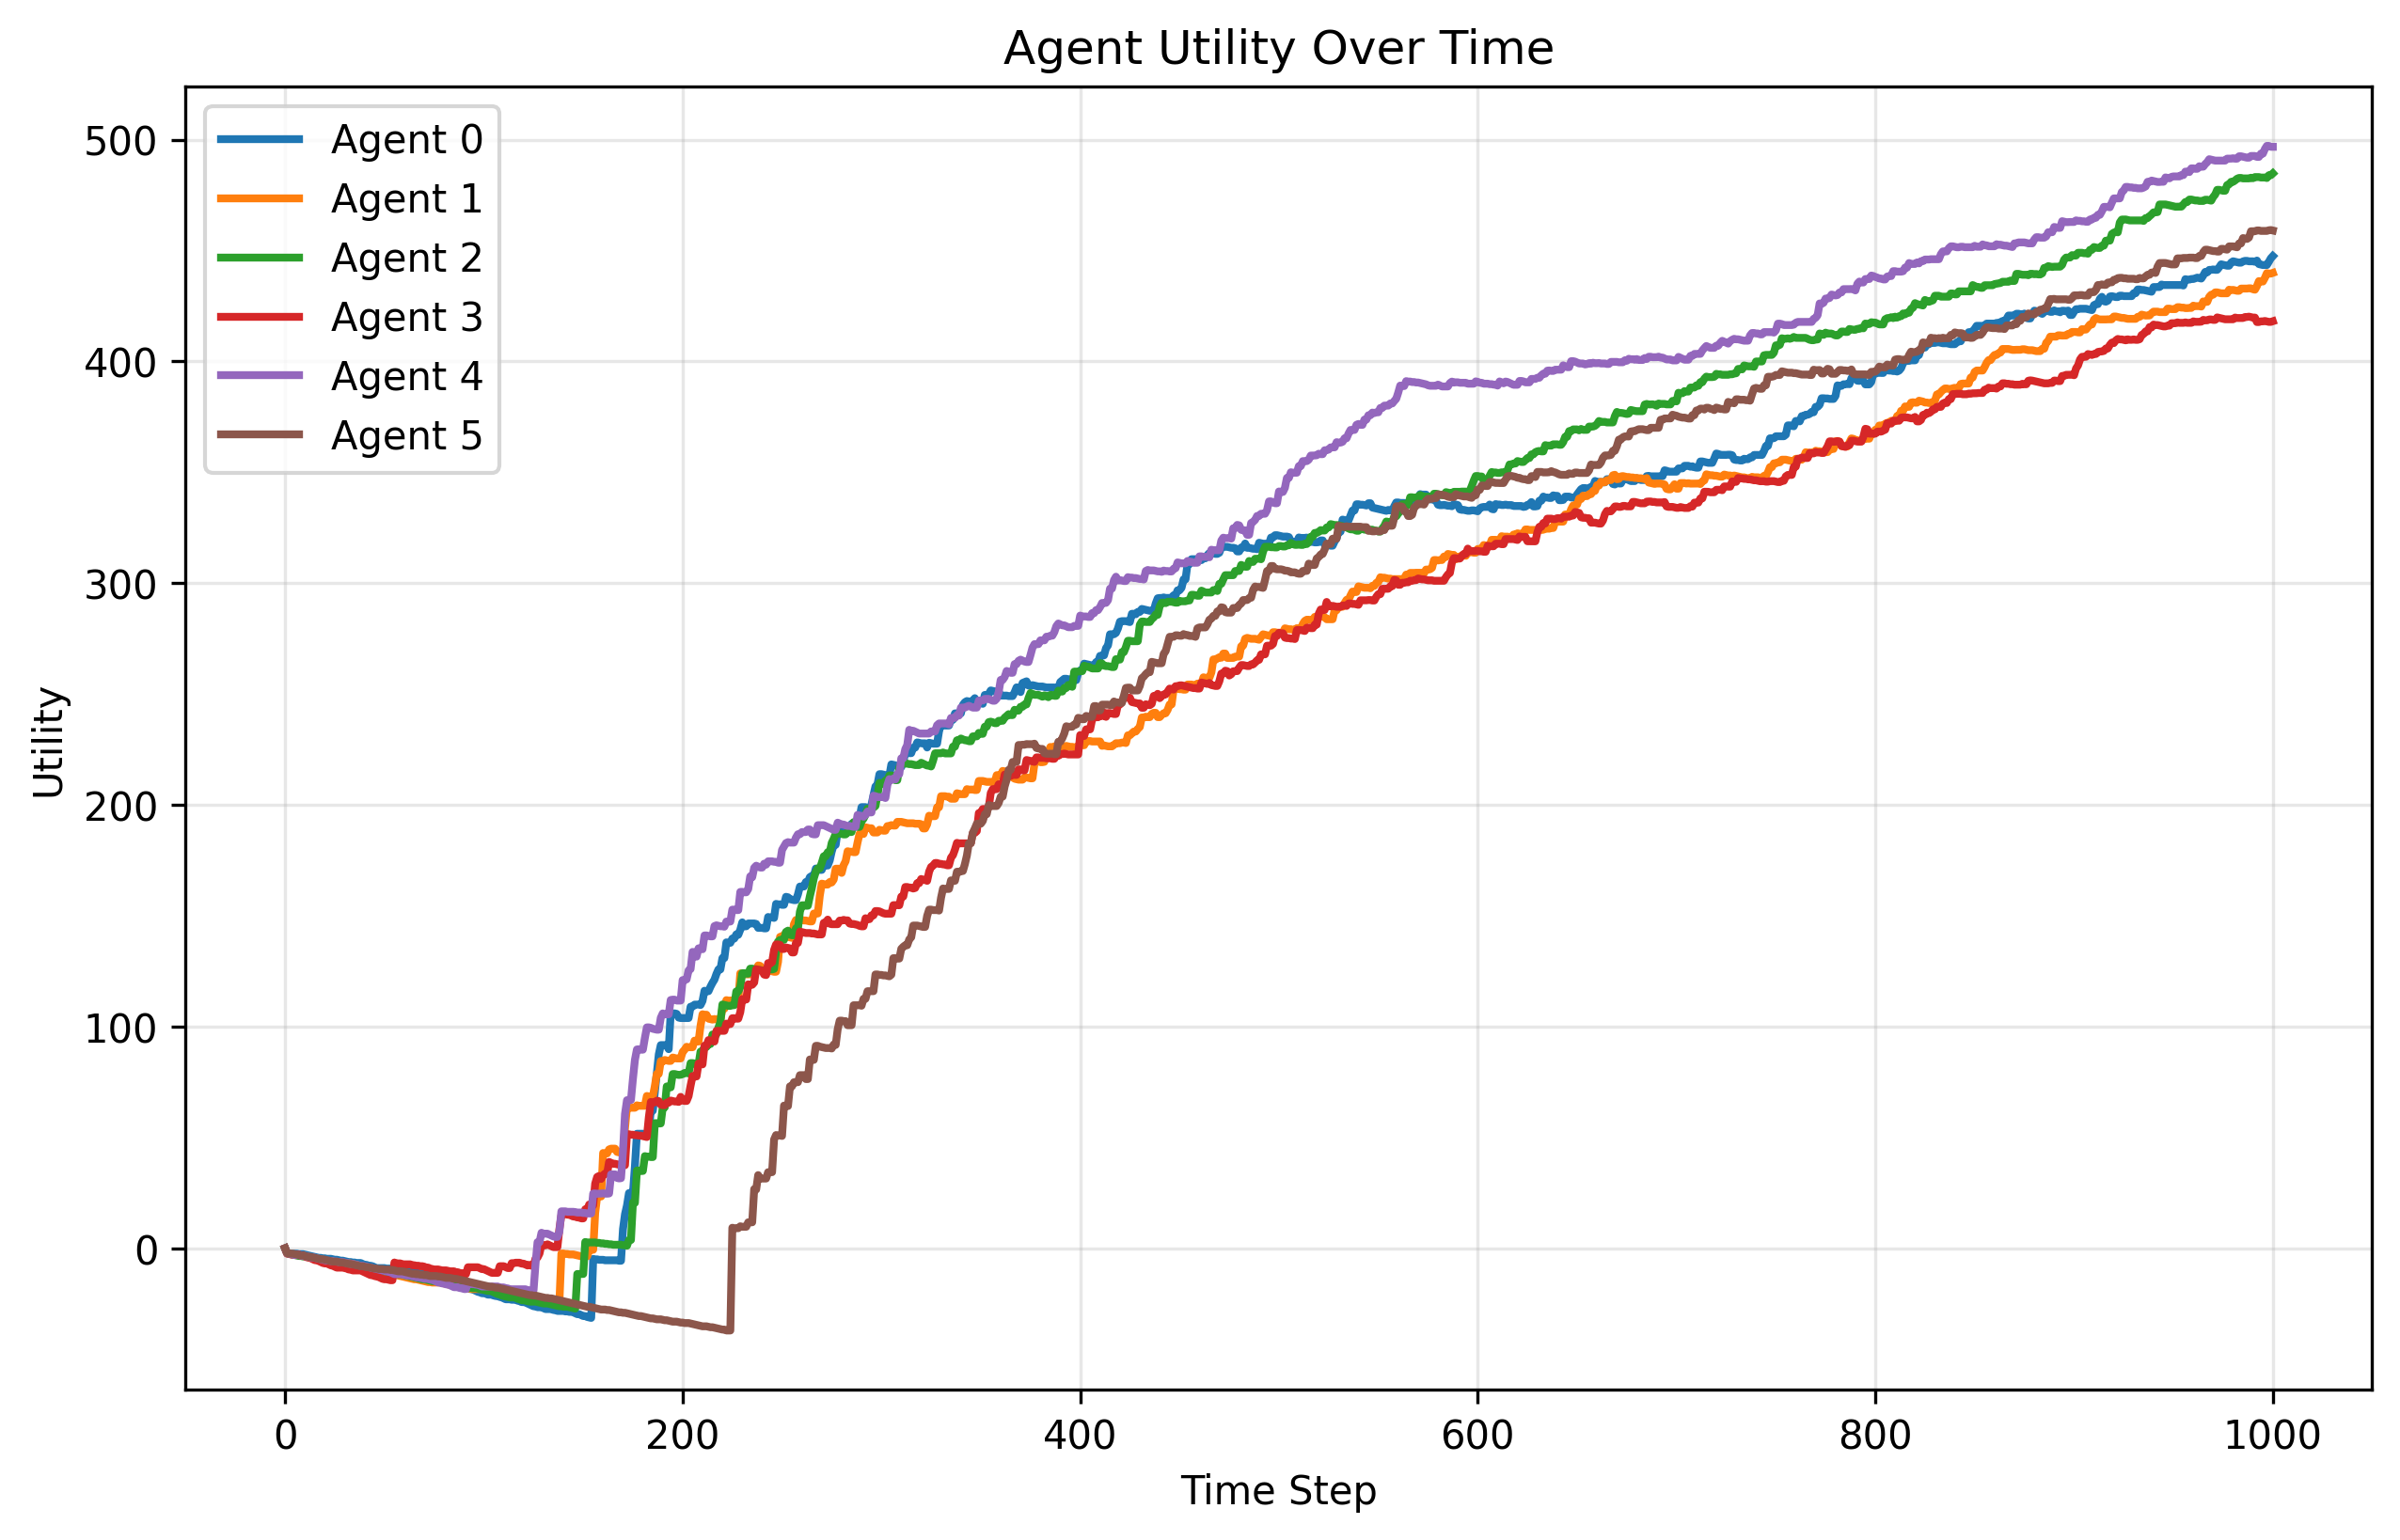 Agent Utility Over Time
500
400
300
200
100
0
Utility
Agent 0
Agent 1
Agent 2
Agent 3
Agent 4
Agent 5
0 200 400 600 800 1000
Time Step